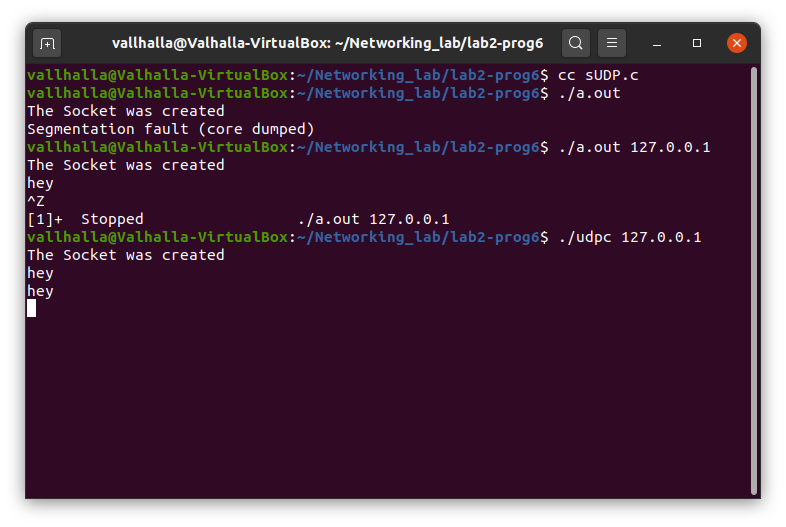 vallhalla@Valhalla-VirtualBox: ~/Networking_lab/lab2-prog6
vallhalla@Valhalla-VirtualBox:~/Networking_lab/lab2-prog6$ cc sUDP.c
vallhalla@Valhalla-VirtualBox:~/Networking_lab/lab2-prog6$ ./a.out
The Socket was created
Segmentation fault (core dumped)
vallhalla@Valhalla-VirtualBox:~/Networking_lab/lab2-prog6$ ./a.out 127.0.0.1
The Socket was created
hey
^Z
[1]+  Stopped                 ./a.out 127.0.0.1
vallhalla@Valhalla-VirtualBox:~/Networking_lab/lab2-prog6$ ./udpc 127.0.0.1
The Socket was created
hey
hey